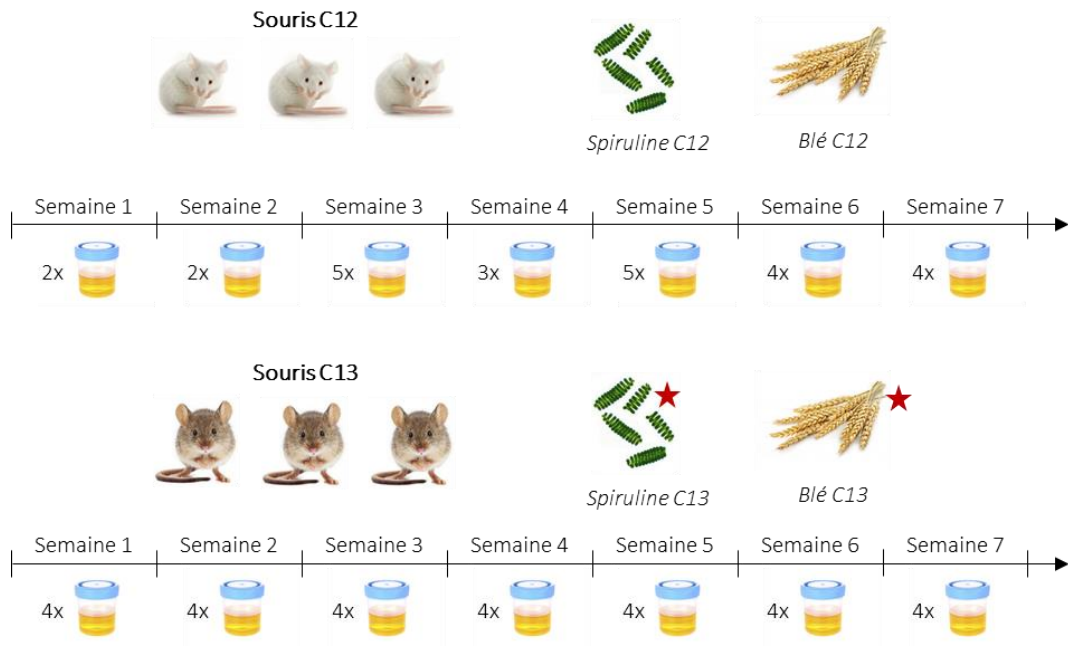 Souris C12
Spiruline C12
Blé C12
Semaine 1 Semaine 2 Semaine 3 Semaine 4 Semaine 5 Semaine 6 Semaine 7
2x 2x 5x 3x 5x 4x 4x
Souris C13
Spiruline C13
Blé C13
Semaine 1 Semaine 2 Semaine 3 Semaine 4 Semaine 5 Semaine 6 Semaine 7
4x 4x 4x 4x 4x 4x 4x